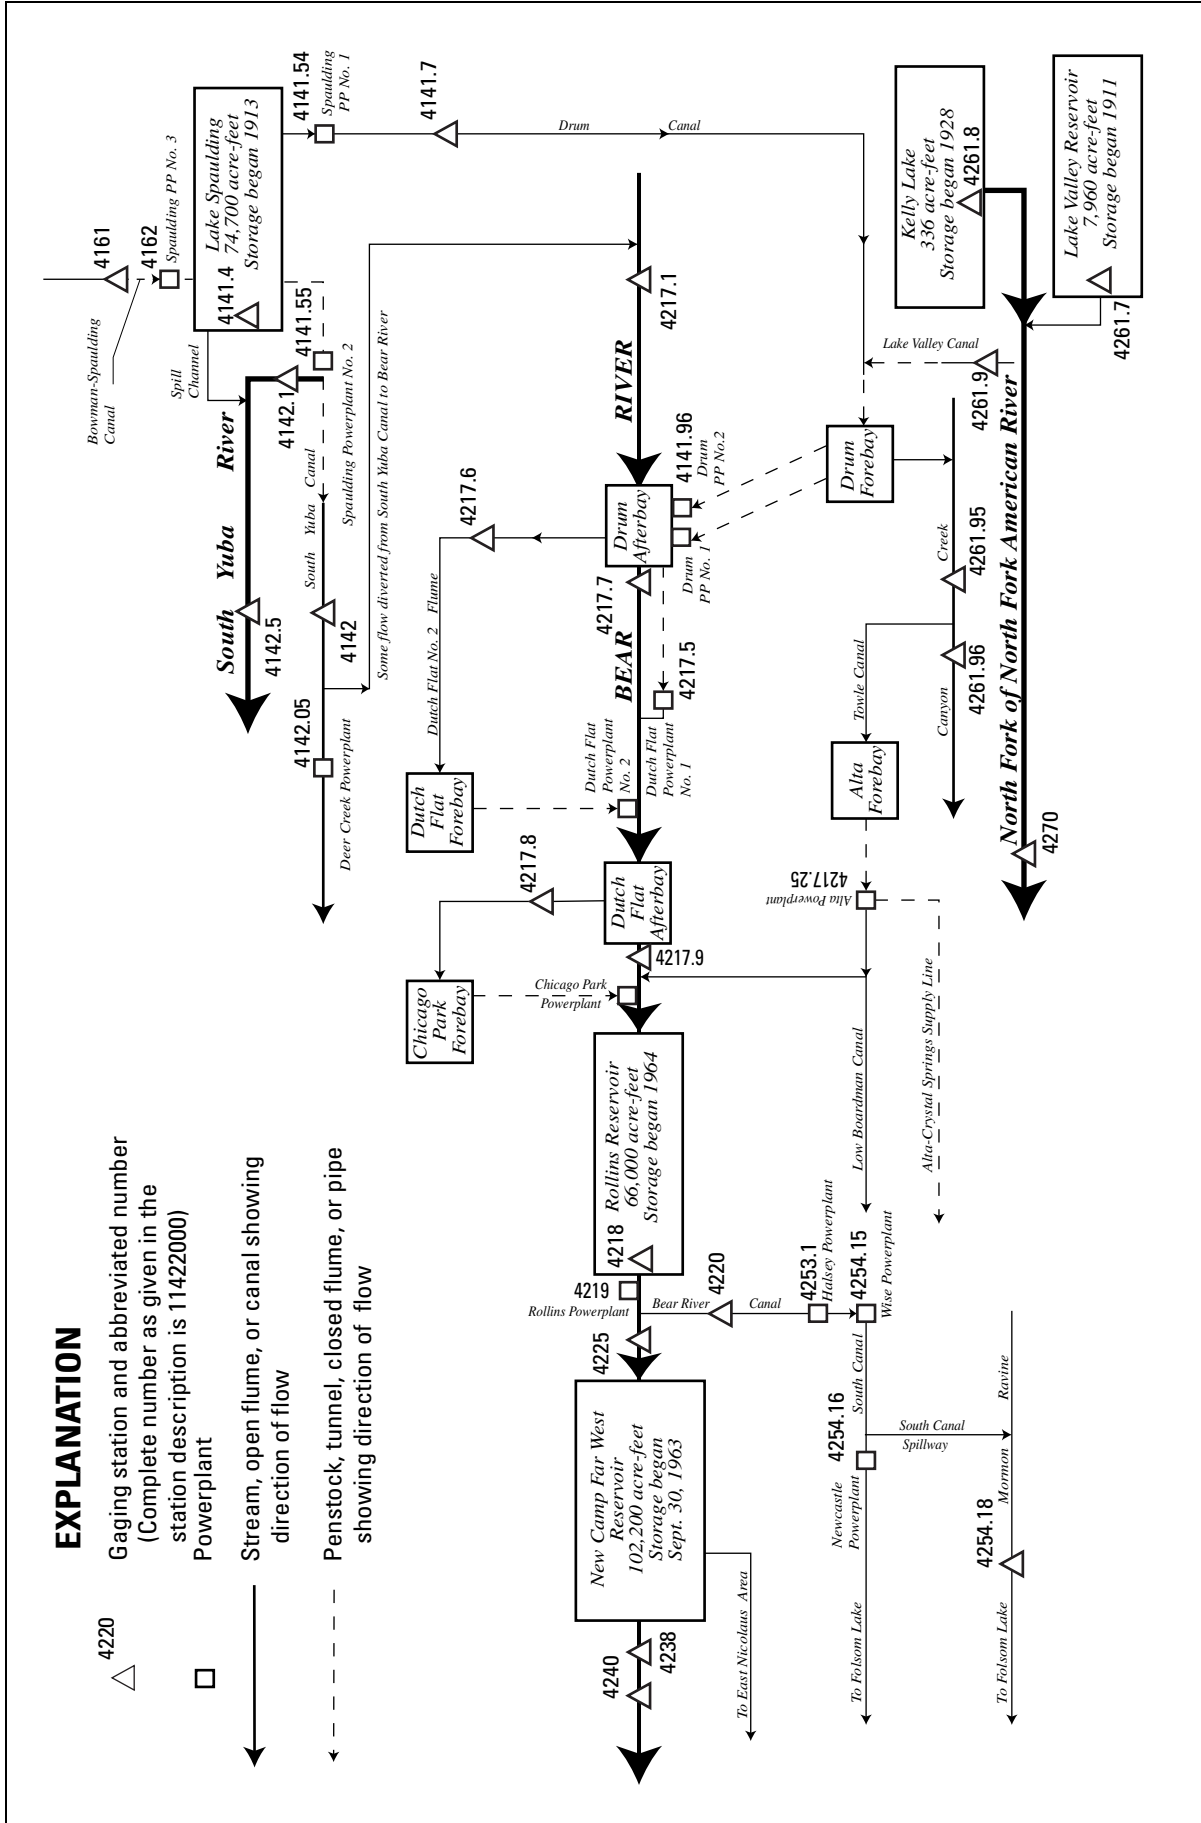 EXPLANATION
4220
Gaging station and abbreviated number
(Complete number as given in the
station description is 11422000)
Powerplant
Stream, open flume, or canal showing
direction of flow
Penstock, tunnel, closed flume, or pipe
showing direction of flow
Bowman-Spaulding
Canal
4161
4162
Spaulding PP No. 3
Spill
Channel
4141.4
Lake Spaulding
74,700 acre-feet
Storage began 1913
4141.54
Spaulding
PP No. 1
4141.7
Drum Canal
4141.55
4142.1
South Yuba River
4142.5
South Yuba Canal
Spaulding Powerplant No. 2
4142
4142.05
Deer Creek Powerplant
Some flow diverted from South Yuba Canal to Bear River
4217.1
BEAR RIVER
4217.6
Dutch Flat No. 2 Flume
Drum
Afterbay
4141.96
Drum
PP No.2
Drum
PP No. 1
4217.7
4217.5
Dutch Flat
Powerplant
No. 2
Dutch Flat
Powerplant
No. 1
Dutch
Flat
Forebay
4217.8
Dutch
Flat
Afterbay
4217.9
Chicago
Park
Forebay
Chicago Park
Powerplant
Rollins Reservoir
66,000 acre-feet
Storage began 1964
4218
4219
Rollins Powerplant
Bear River Canal
4220
4225
4253.1
Halsey Powerplant
4254.15
Wise Powerplant
New Camp Far West
Reservoir
102,200 acre-feet
Storage began
Sept. 30, 1963
4240
4238
To East Nicolaus Area
South Canal
4254.16
Newcastle
Powerplant
To Folsom Lake
South Canal
Spillway
Mormon Ravine
4254.18
To Folsom Lake
Kelly Lake
336 acre-feet
Storage began 1928
4261.8
Lake Valley Reservoir
7,960 acre-feet
Storage began 1911
4261.7
Lake Valley Canal
4261.9
Drum
Forebay
Canyon Creek
4261.95
4261.96
Towle Canal
Alta
Forebay
4217.25
Alta Powerplant
Low Boardman Canal
Alta-Crystal Springs Supply Line
North Fork of North Fork American River
4270